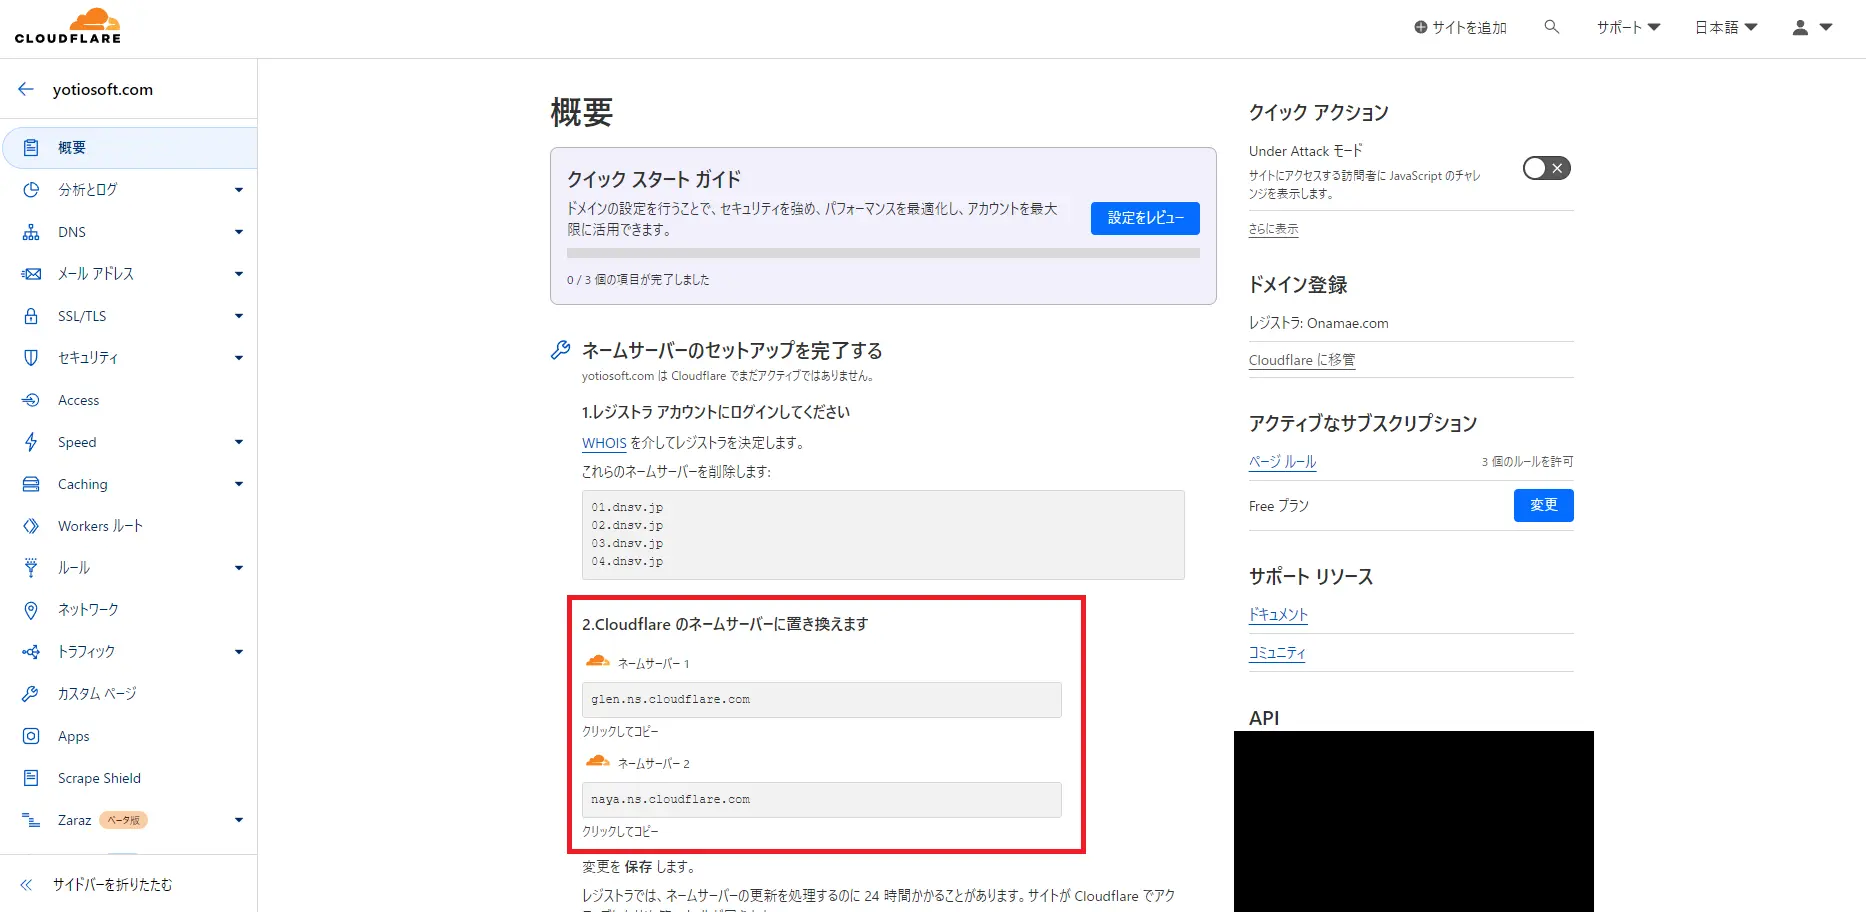 CLOUDFLARE
サイトを追加
サポート
日本語
yotiosoft.com
概要
分析とログ
DNS
メール アドレス
SSL/TLS
セキュリティ
Access
Speed
Caching
Workers ルート
ルール
ネットワーク
トラフィック
カスタム ページ
Apps
Scrape Shield
Zaraz ベータ版
サイドバーを折りたたむ
概要
クイック スタート ガイド
ドメインの設定を行うことで、セキュリティを強め、パフォーマンスを最適化し、アカウントを最大
限に活用できます。
設定をレビュー
0 / 3 個の項目が完了しました
ネームサーバーのセットアップを完了する
yotiosoft.com は Cloudflare でまだアクティブではありません。
1.レジストラ アカウントにログインしてください
WHOIS を介してレジストラを決定します。
これらのネームサーバーを削除します:
01.dnsv.jp
02.dnsv.jp
03.dnsv.jp
04.dnsv.jp
2.Cloudflare のネームサーバーに置き換えます
ネームサーバー 1
glen.ns.cloudflare.com
クリックしてコピー
ネームサーバー 2
naya.ns.cloudflare.com
クリックしてコピー
変更を 保存 します。
レジストラでは、ネームサーバーの更新を処理するのに 24 時間かかることがあります。サイトが Cloudflare でアク
クイック アクション
Under Attack モード
サイトにアクセスする訪問者に JavaScript のチャレ
ンジを表示します。
さらに表示
ドメイン登録
レジストラ: Onamae.com
Cloudflare に移管
アクティブなサブスクリプション
ページ ルール
3 個のルールを許可
Free プラン
変更
サポート リソース
ドキュメント
コミュニティ
API